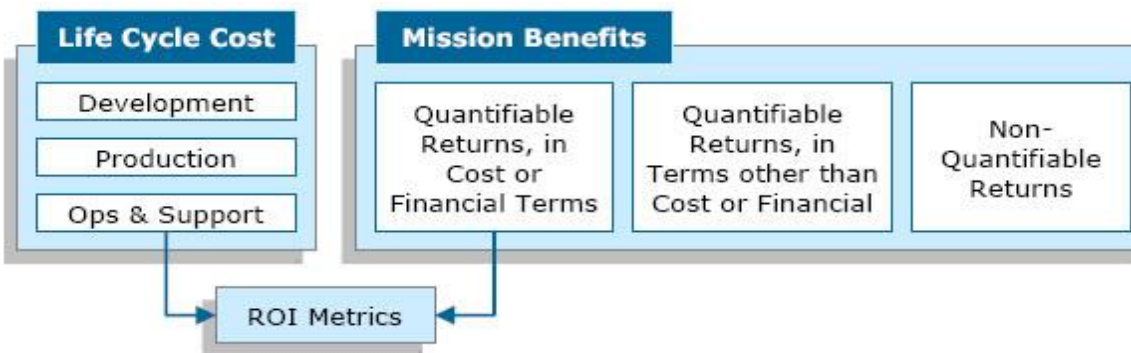 Life Cycle Cost
Development
Production
Ops & Support
Mission Benefits
Quantifiable
Returns, in
Cost or
Financial Terms
Quantifiable
Returns, in
Terms other than
Cost or Financial
Non-
Quantifiable
Returns
ROI Metrics